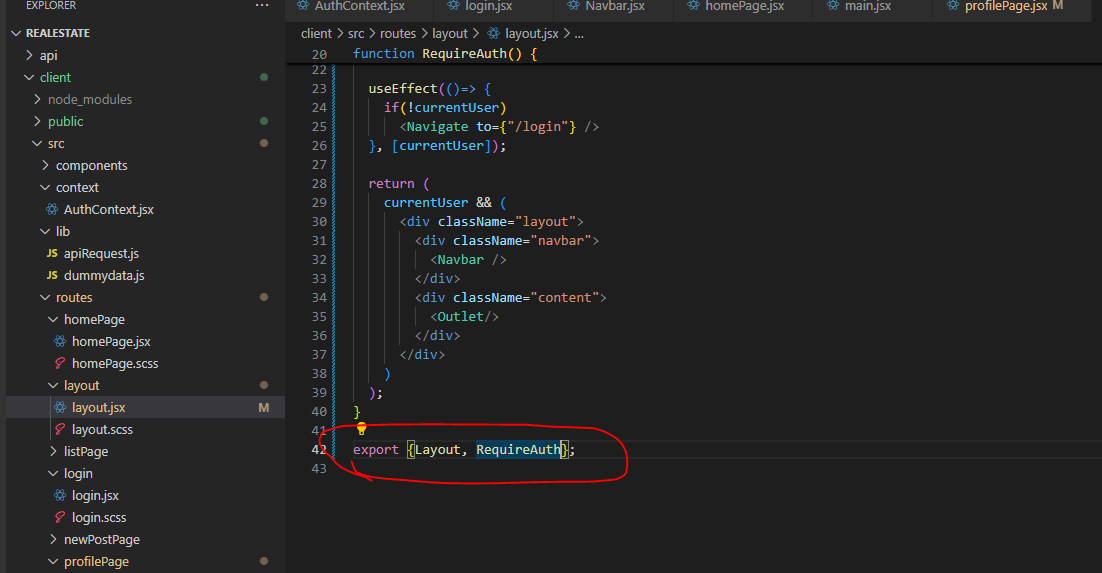 EXPLORER ...
AuthContext.jsx login.jsx Navbar.jsx homePage.jsx main.jsx profilePage.jsx M
REALESTATE
api
client
node_modules
public
src
components
context
AuthContext.jsx
lib
JS apiRequest.js
JS dummydata.js
routes
homePage
homePage.jsx
homePage.scss
layout
layout.jsx M
layout.scss
listPage
login
login.jsx
login.scss
newPostPage
profilePage
client > src > routes > layout > layout.jsx > ...
20 function RequireAuth() {
22
23 useEffect(()=> {
24 if(!currentUser)
25 <Navigate to={"/login"} />
26 }, [currentUser]);
27
28 return (
29 currentUser && (
30 <div className="layout">
31 <div className="navbar">
32 <Navbar />
33 </div>
34 <div className="content">
35 <Outlet/>
36 </div>
37 </div>
38 )
39 );
40 }
41
42 export {Layout, RequireAuth};
43